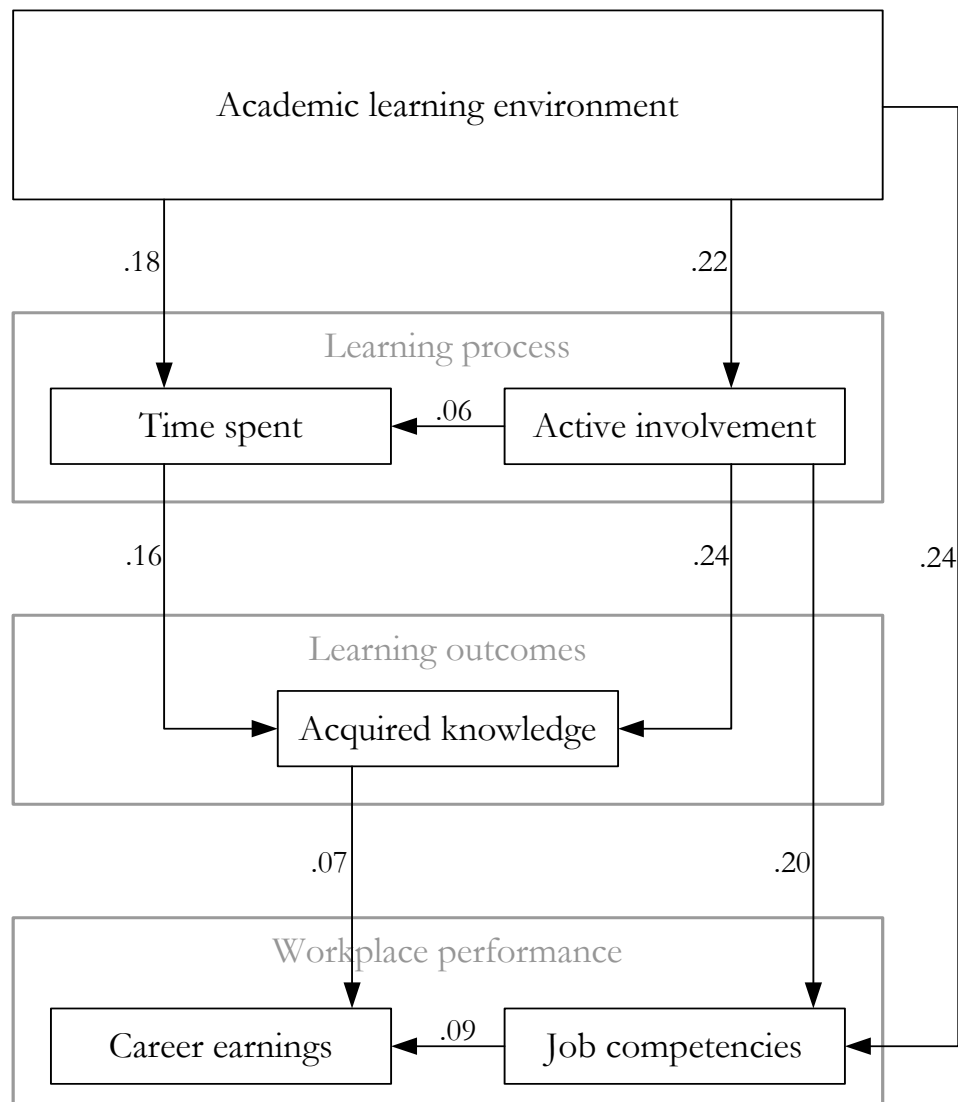 Academic learning environment
.18
.22
Learning process
Time spent
.06
Active involvement
.16
.24
.24
Learning outcomes
Acquired knowledge
.07
.20
Workplace performance
Career earnings
.09
Job competencies